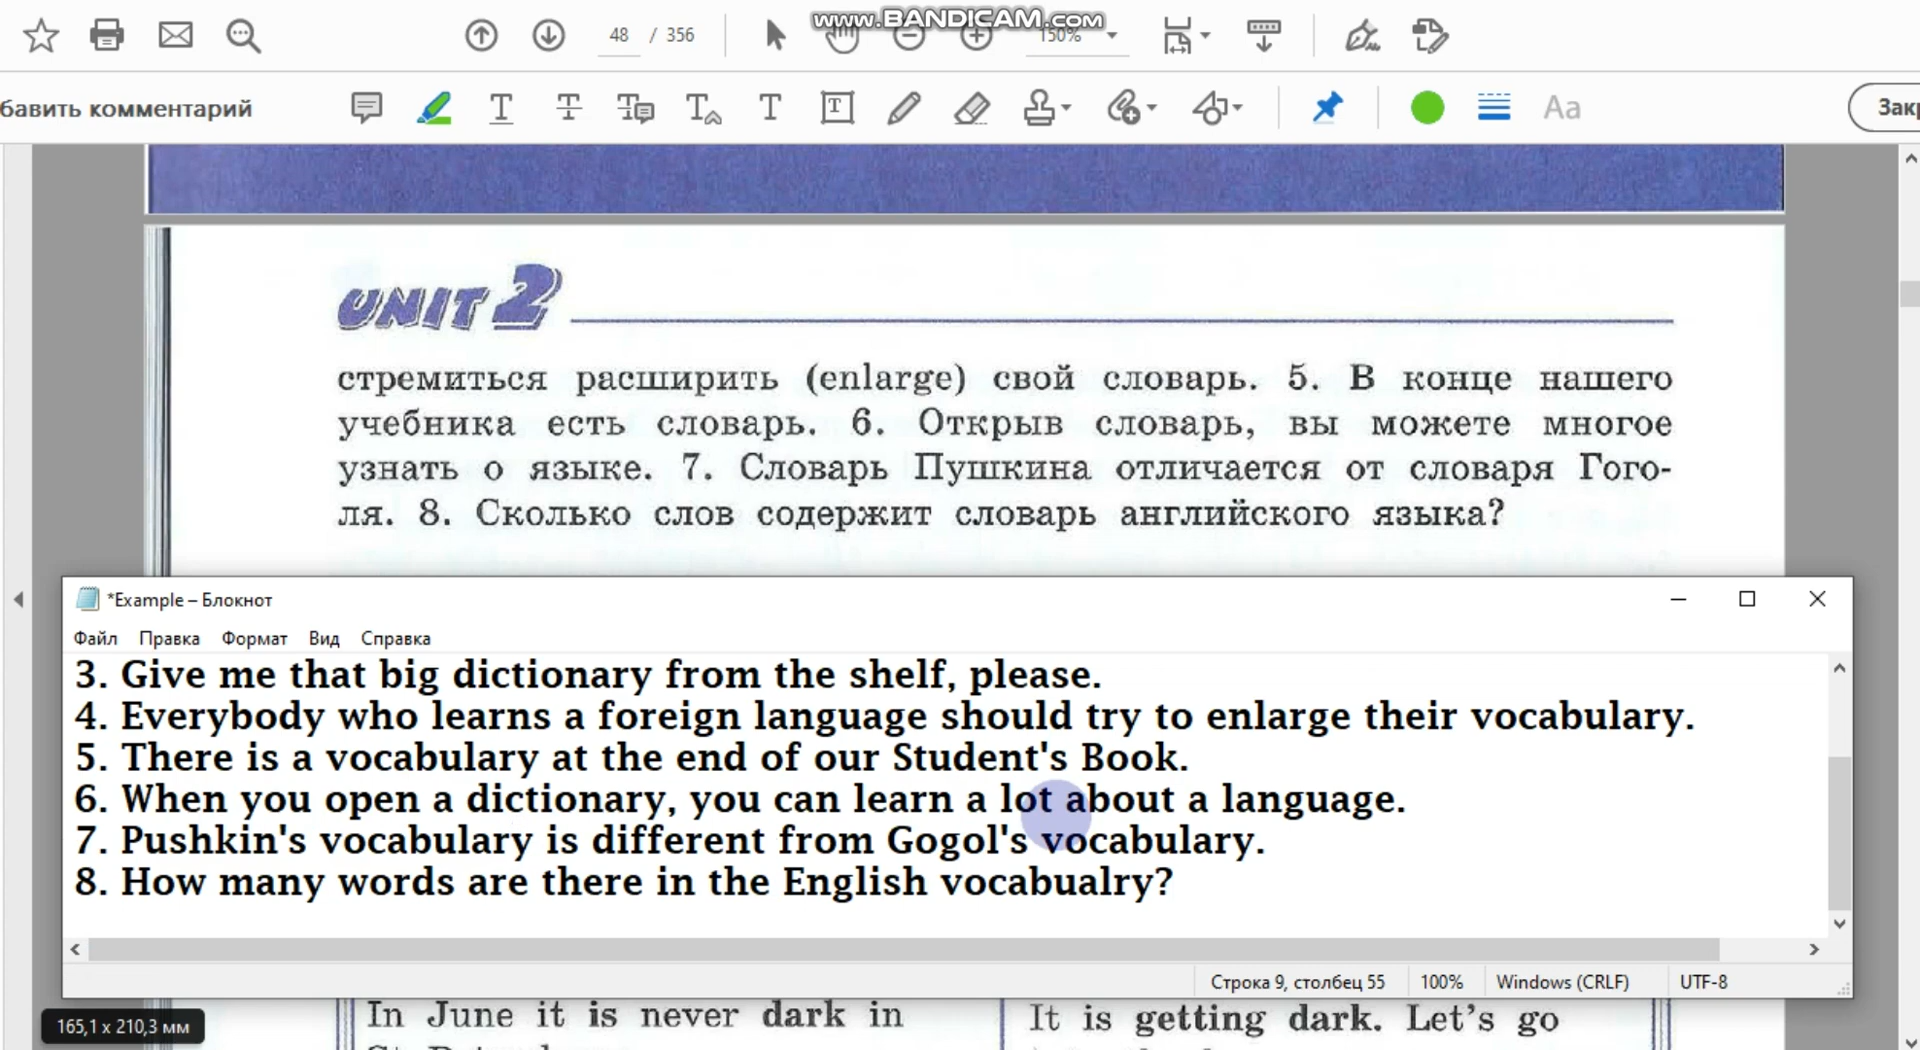 www.BANDICAM.com
48 / 356
150%
бавить комментарий
Aa
UNIT 2
стремиться расширить (enlarge) свой словарь. 5. В конце нашего
учебника есть словарь. 6. Открыв словарь, вы можете многое
узнать о языке. 7. Словарь Пушкина отличается от словаря Гого-
ля. 8. Сколько слов содержит словарь английского языка?
*Example – Блокнот
Файл Правка Формат Вид Справка
3. Give me that big dictionary from the shelf, please.
4. Everybody who learns a foreign language should try to enlarge their vocabulary.
5. There is a vocabulary at the end of our Student's Book.
6. When you open a dictionary, you can learn a lot about a language.
7. Pushkin's vocabulary is different from Gogol's vocabulary.
8. How many words are there in the English vocabualry?
Строка 9, столбец 55 100% Windows (CRLF) UTF-8
165,1 x 210,3 мм
In June it is never dark in
It is getting dark. Let's go